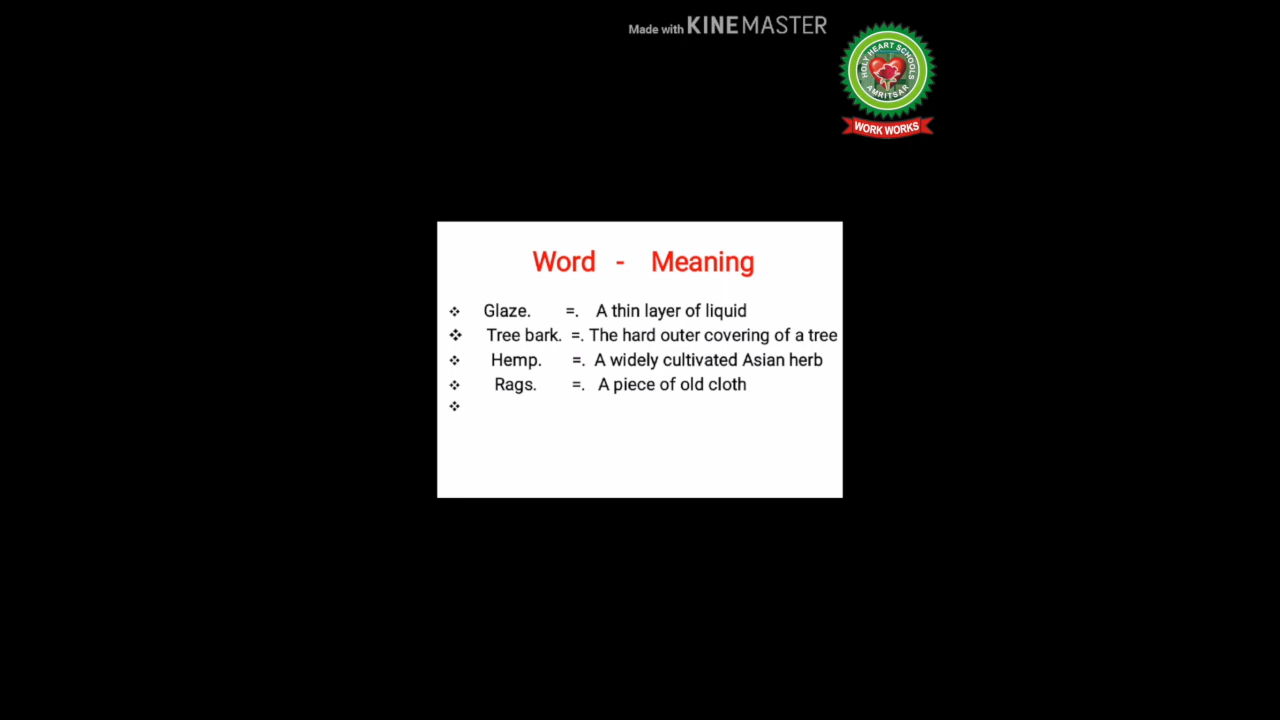 Made with KINEMASTER
HOLY HEART SCHOOLS
AMRITSAR
WORK WORKS
Word - Meaning
❖ Glaze. =. A thin layer of liquid
❖ Tree bark. =. The hard outer covering of a tree
❖ Hemp. =. A widely cultivated Asian herb
❖ Rags. =. A piece of old cloth
❖